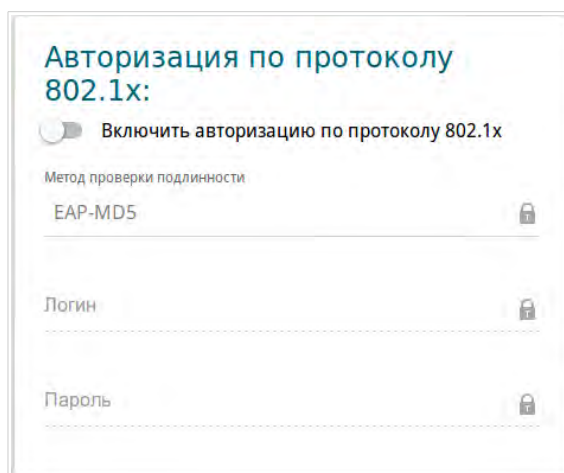 Авторизация по протоколу
802.1x:
Включить авторизацию по протоколу 802.1x
Метод проверки подлинности
EAP-MD5
Логин
Пароль